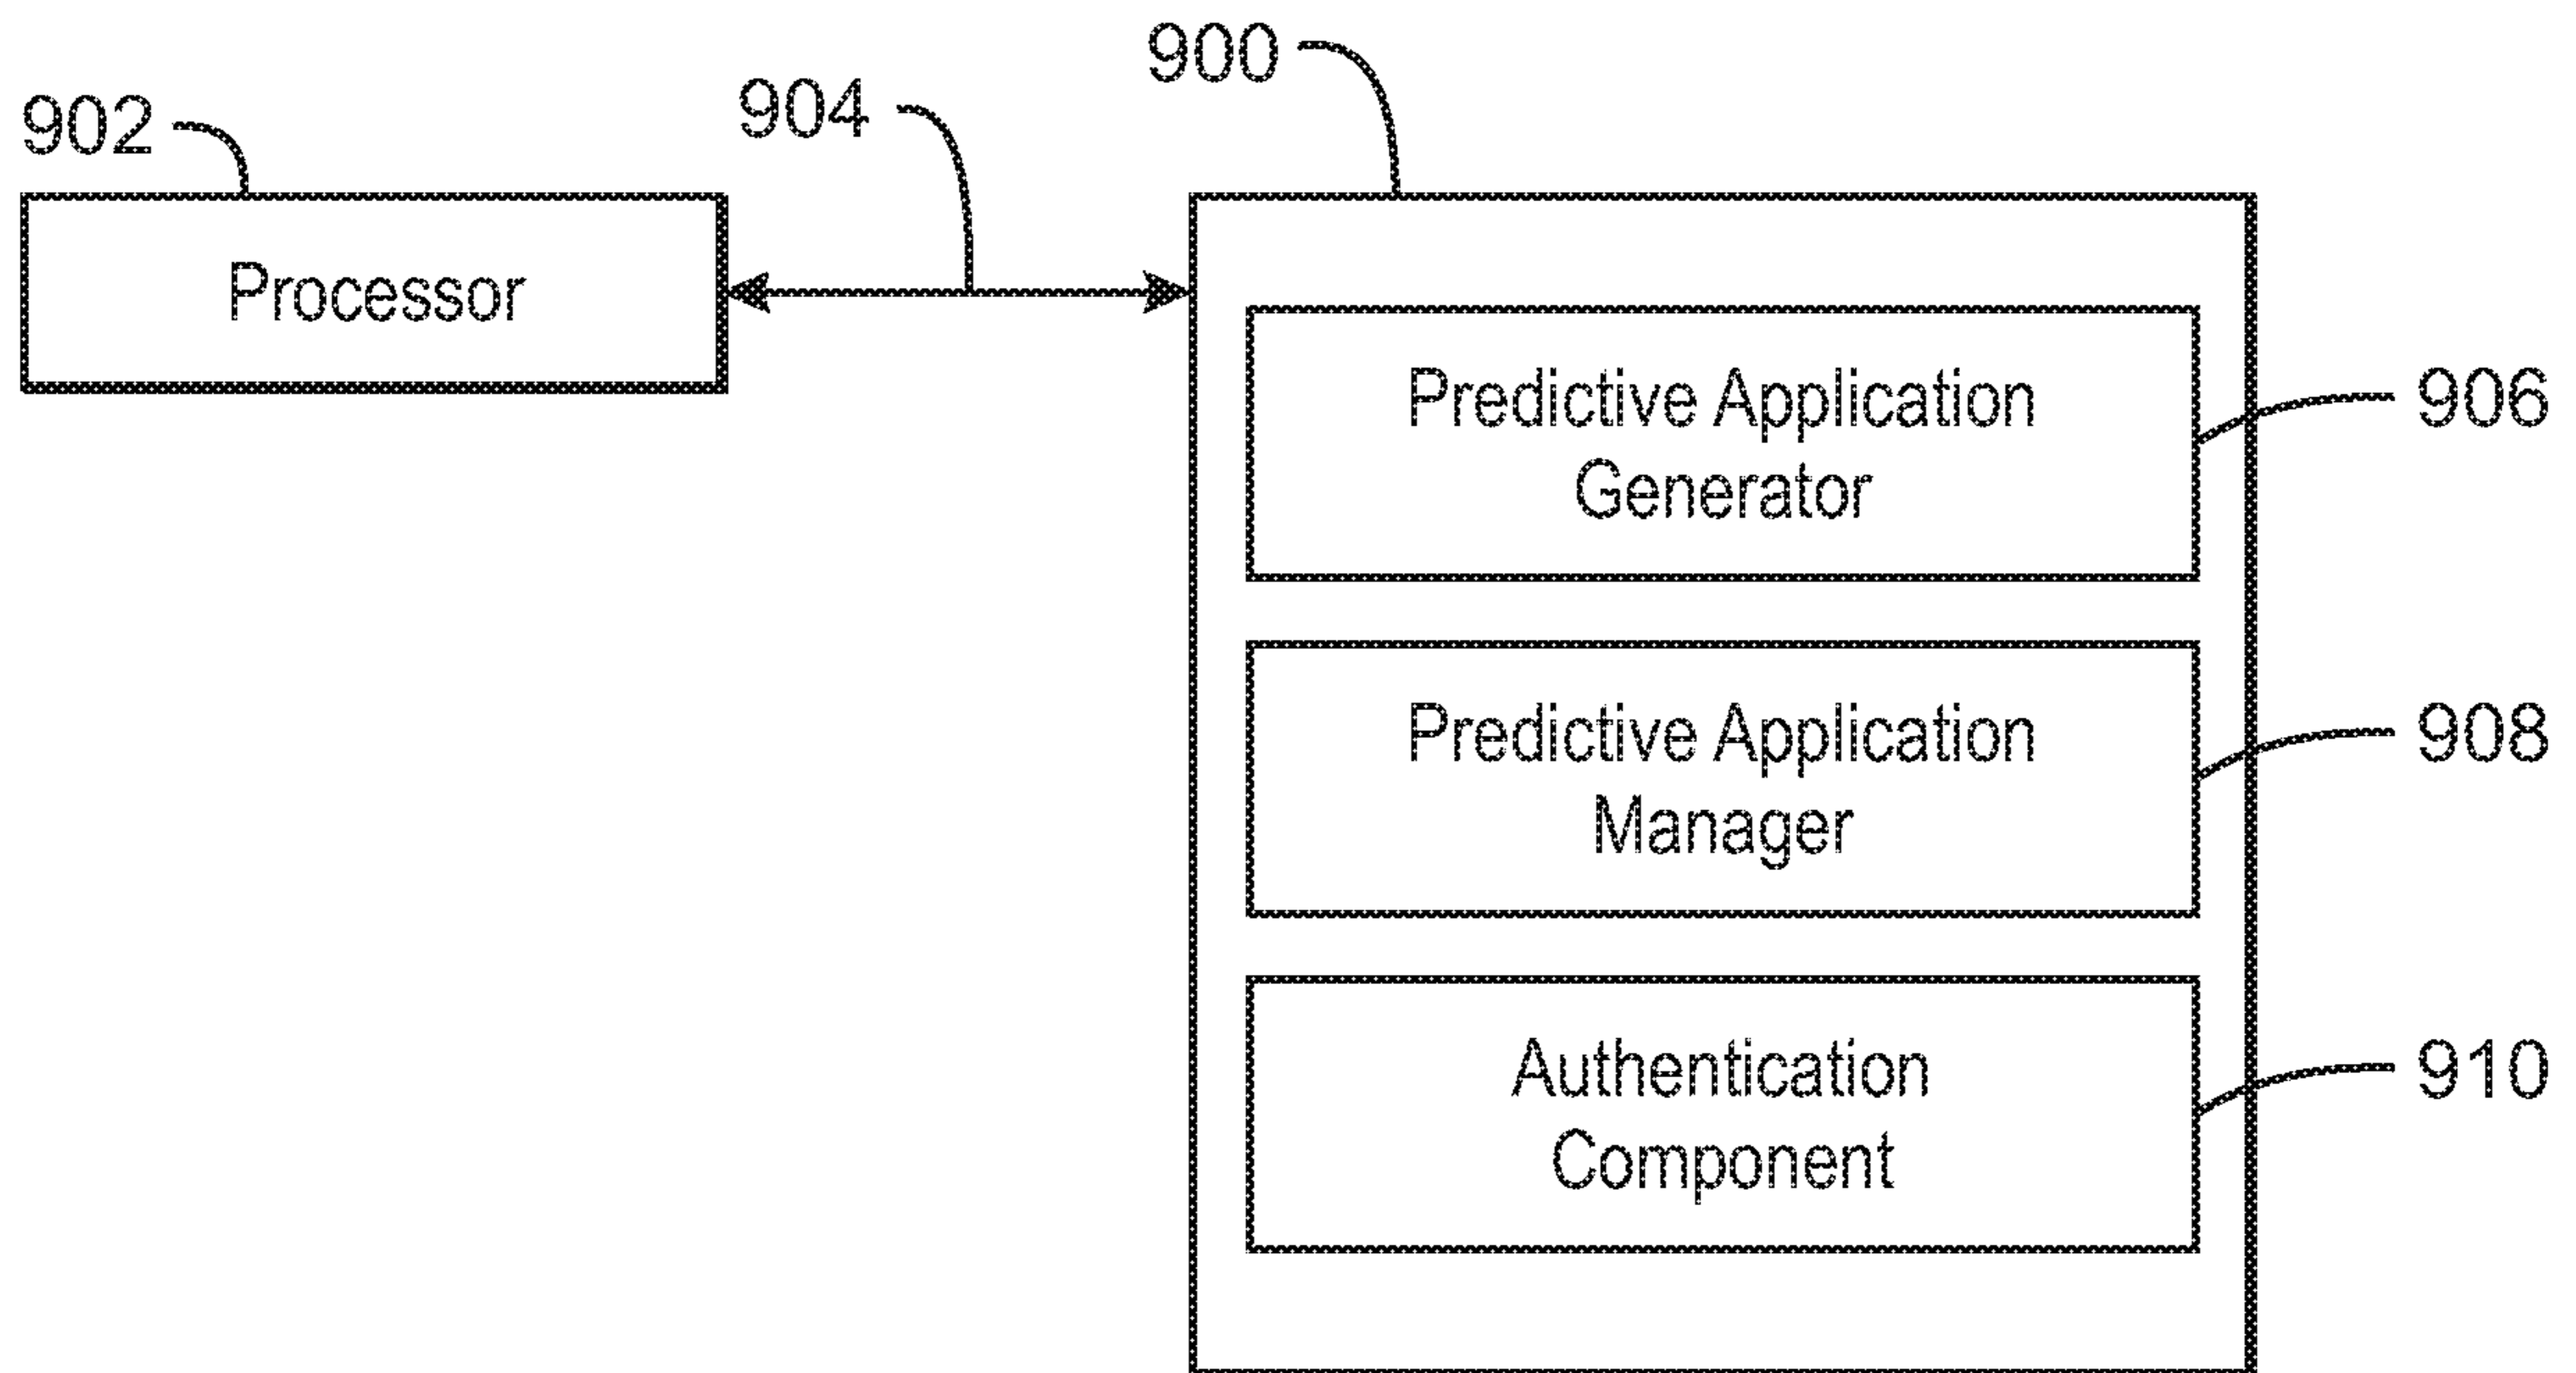 900
904
902
Processor
Predictive Application
Generator
906
Predictive Application
Manager
908
Authentication
Component
910